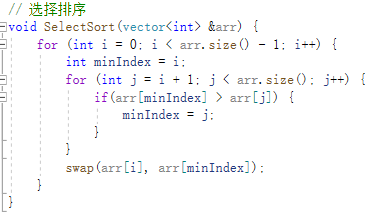 // 选择排序
void SelectSort(vector<int> &arr) {
    for (int i = 0; i < arr.size() - 1; i++) {
        int minIndex = i;
        for (int j = i + 1; j < arr.size(); j++) {
            if(arr[minIndex] > arr[j]) {
                minIndex = j;
            }
        }
        swap(arr[i], arr[minIndex]);
    }
}